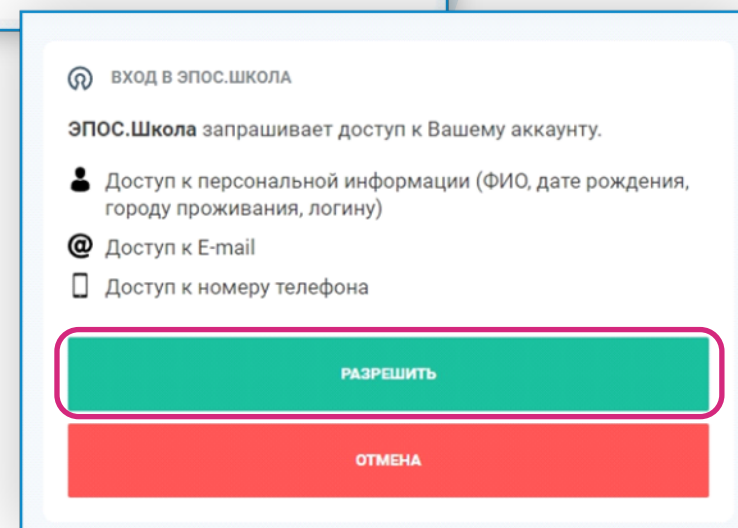 ВХОД В ЭПОС.ШКОЛА
ЭПОС.Школа запрашивает доступ к Вашему аккаунту.
Доступ к персональной информации (ФИО, дате рождения,
городу проживания, логину)
@ Доступ к E-mail
Доступ к номеру телефона
РАЗРЕШИТЬ
ОТМЕНА